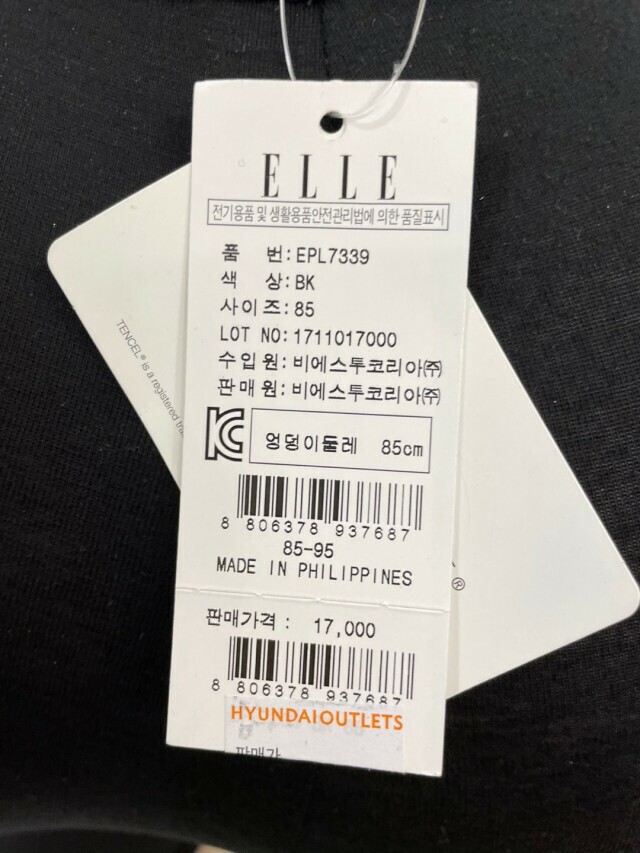 ELLE
전기용품 및 생활용품안전관리법에 의한 품질표시
품 번: EPL7339
색 상: BK
사이즈: 85
LOT NO: 1711017000
수입원: 비에스투코리아㈜
판매원: 비에스투코리아㈜
KC 엉덩이둘레 85cm
8 806378 937687
85-95
MADE IN PHILIPPINES
판매가격 : 17,000
8 806378 937687
HYUNDAIOUTLETS
판매가
TENCEL® is a registered
®